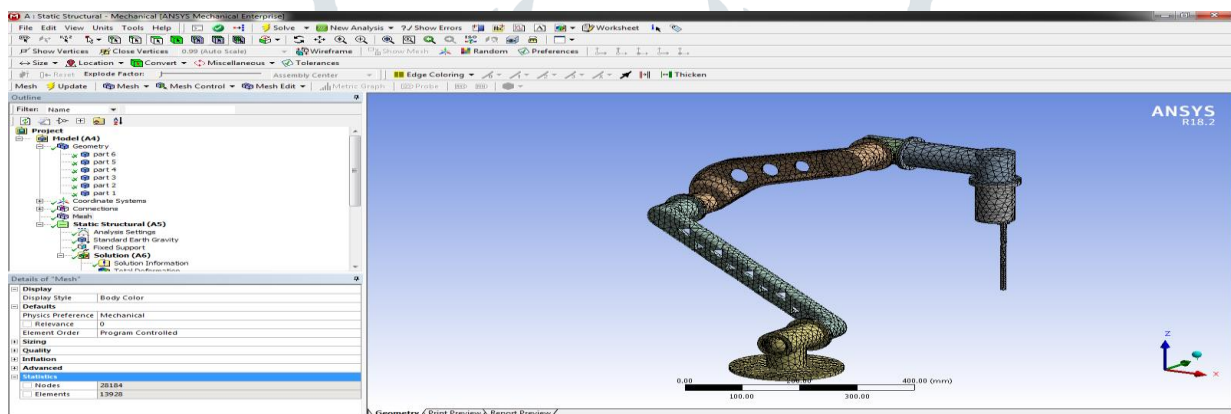 A : Static Structural - Mechanical [ANSYS Mechanical Enterprise]
File Edit View Units Tools Help Solve New Analysis ?/ Show Errors Worksheet
Show Vertices Close Vertices 0.99 (Auto Scale) Wireframe Show Mesh Random Preferences
Size Location Convert Miscellaneous Tolerances
Reset Explode Factor: Assembly Center Edge Coloring Thicken
Mesh Update Mesh Mesh Control Mesh Edit Metric Graph Probe
Outline
Filter: Name
Project
Model (A4)
Geometry
part 6
part 5
part 4
part 3
part 2
part 1
Coordinate Systems
Connections
Mesh
Static Structural (A5)
Analysis Settings
Standard Earth Gravity
Fixed Support
Solution (A6)
Solution Information
Total Deformation
Details of "Mesh"
Display
Display Style Body Color
Defaults
Physics Preference Mechanical
Relevance 0
Element Order Program Controlled
Sizing
Quality
Inflation
Advanced
Statistics
Nodes 28184
Elements 13928
ANSYS
R18.2
Z
X
0.00 200.00 400.00 (mm)
100.00 300.00
Geometry Print Preview Report Preview